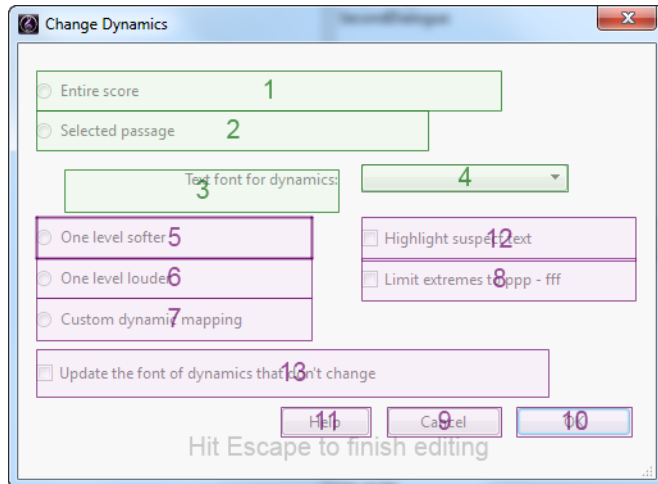 Change Dynamics
Entire score 1
Selected passage 2
Text font for dynamics: 3 4
One level softer 5 Highlight suspect text 12
One level louder 6 Limit extremes to ppp - fff 8
Custom dynamic mapping 7
Update the font of dynamics that don't change 13
Help 11 Cancel 9 OK 10
Hit Escape to finish editing